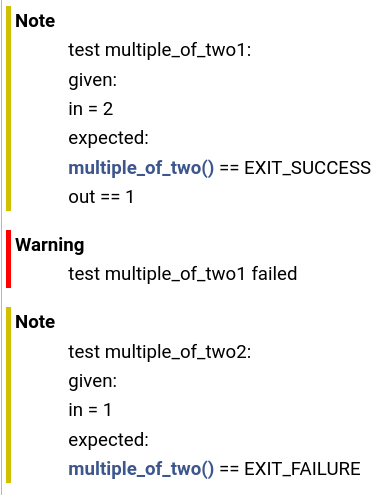 Note
test multiple_of_two1:
given:
in = 2
expected:
multiple_of_two() == EXIT_SUCCESS
out == 1
Warning
test multiple_of_two1 failed
Note
test multiple_of_two2:
given:
in = 1
expected:
multiple_of_two() == EXIT_FAILURE